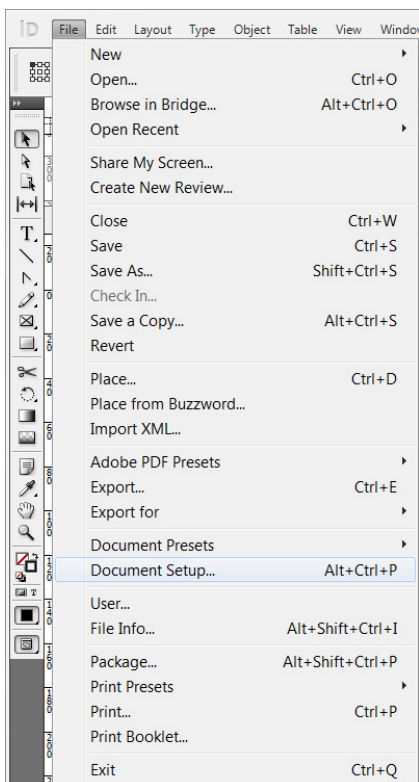 ID File Edit Layout Type Object Table View Window
New
Open... Ctrl+O
Browse in Bridge... Alt+Ctrl+O
Open Recent
Share My Screen...
Create New Review...
Close Ctrl+W
Save Ctrl+S
Save As... Shift+Ctrl+S
Check In...
Save a Copy... Alt+Ctrl+S
Revert
Place... Ctrl+D
Place from Buzzword...
Import XML...
Adobe PDF Presets
Export... Ctrl+E
Export for
Document Presets
Document Setup... Alt+Ctrl+P
User...
File Info... Alt+Shift+Ctrl+I
Package... Alt+Shift+Ctrl+P
Print Presets
Print... Ctrl+P
Print Booklet...
Exit Ctrl+Q